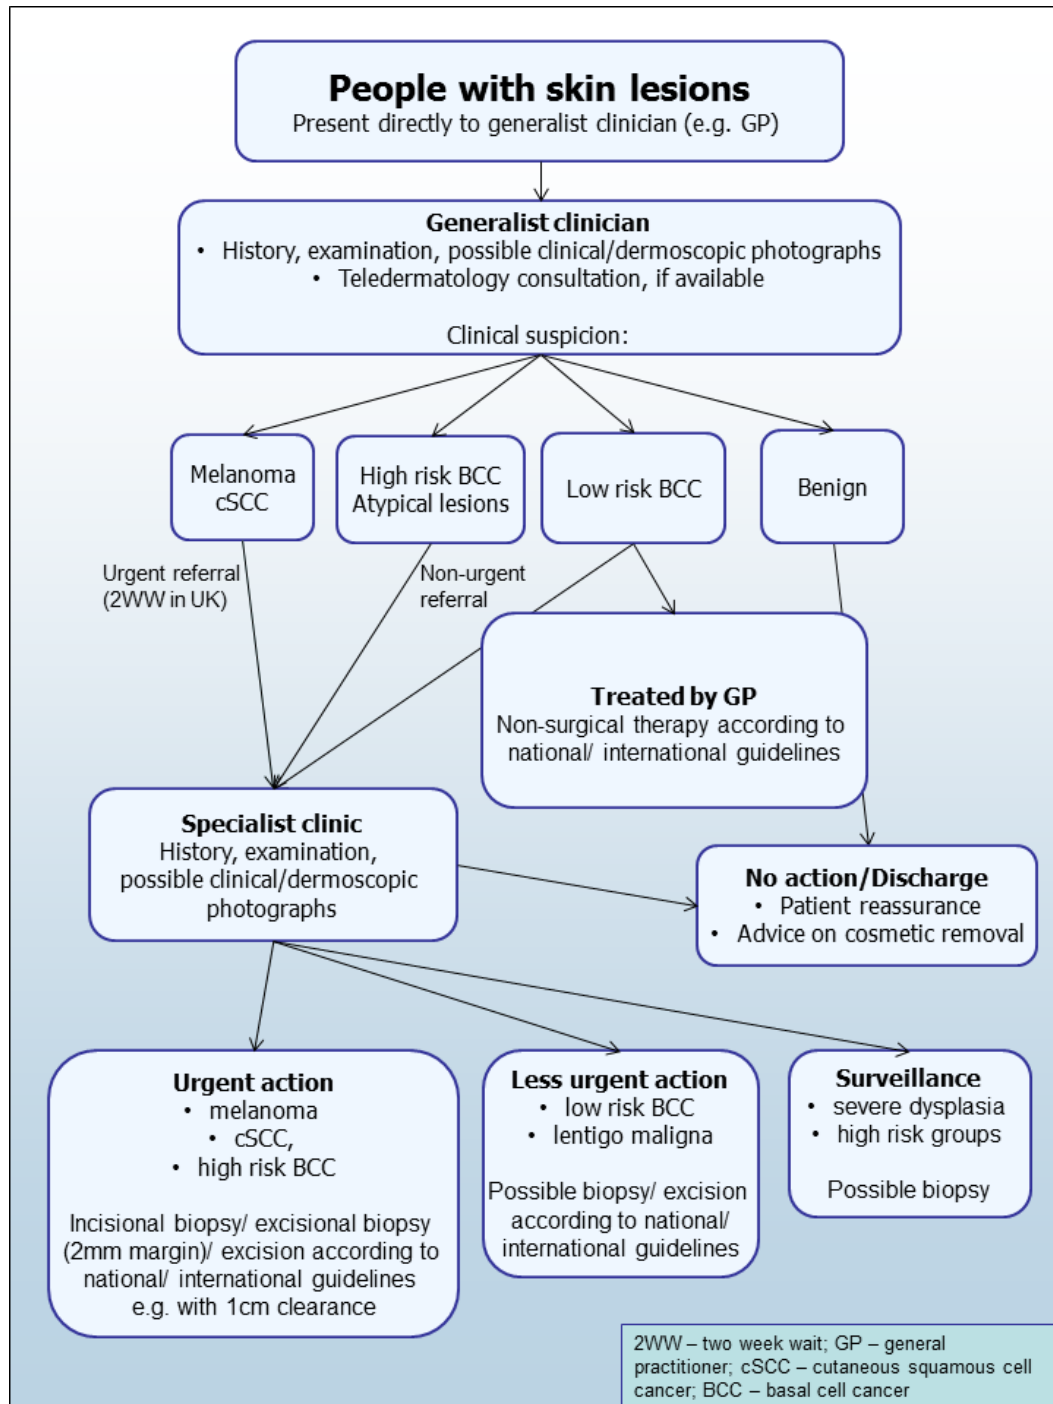 People with skin lesions
Present directly to generalist clinician (e.g. GP)
Generalist clinician
• History, examination, possible clinical/dermoscopic photographs
• Teledermatology consultation, if available
Clinical suspicion:
Melanoma
cSCC
High risk BCC
Atypical lesions
Low risk BCC
Benign
Urgent referral
(2WW in UK)
Non-urgent
referral
Treated by GP
Non-surgical therapy according to
national/ international guidelines
Specialist clinic
History, examination,
possible clinical/dermoscopic
photographs
No action/Discharge
• Patient reassurance
• Advice on cosmetic removal
Urgent action
• melanoma
• cSCC,
• high risk BCC
Incisional biopsy/ excisional biopsy
(2mm margin)/ excision according to
national/ international guidelines
e.g. with 1cm clearance
Less urgent action
• low risk BCC
• lentigo maligna
Possible biopsy/ excision
according to national/
international guidelines
Surveillance
• severe dysplasia
• high risk groups
Possible biopsy
2WW – two week wait; GP – general
practitioner; cSCC – cutaneous squamous cell
cancer; BCC – basal cell cancer